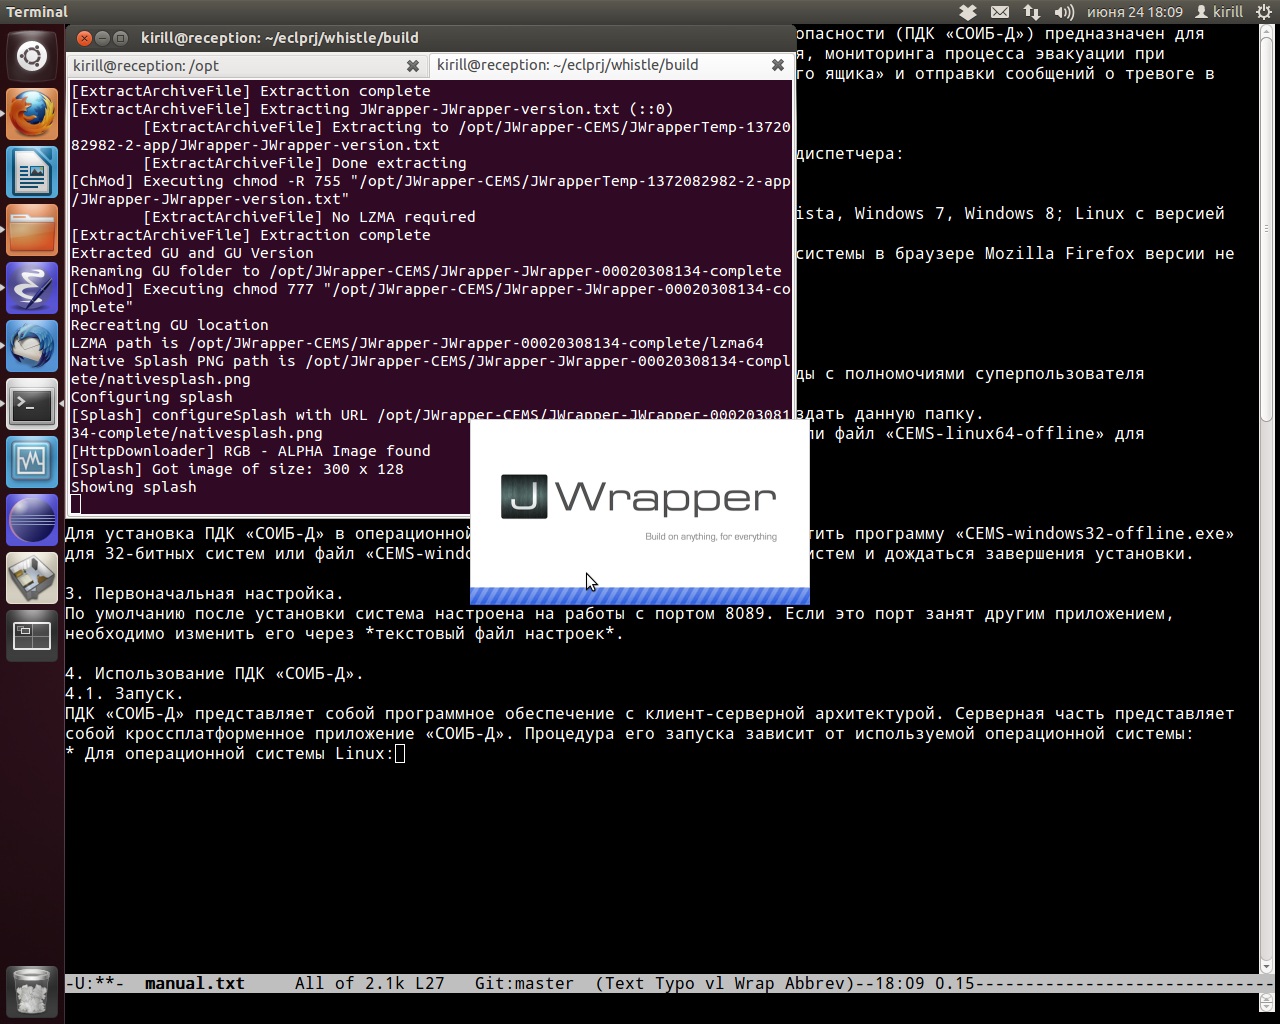 Terminal
июня 24 18:09
kirill
kirill@reception: ~/eclprj/whistle/build
kirill@reception: /opt
kirill@reception: ~/eclprj/whistle/build
[ExtractArchiveFile] Extraction complete
[ExtractArchiveFile] Extracting JWrapper-JWrapper-version.txt (::0)
[ExtractArchiveFile] Extracting to /opt/JWrapper-CEMS/JWrapperTemp-13720
82982-2-app/JWrapper-JWrapper-version.txt
[ExtractArchiveFile] Done extracting
[ChMod] Executing chmod -R 755 "/opt/JWrapper-CEMS/JWrapperTemp-1372082982-2-app
/JWrapper-JWrapper-version.txt"
[ExtractArchiveFile] No LZMA required
[ExtractArchiveFile] Extraction complete
Extracted GU and GU Version
Renaming GU folder to /opt/JWrapper-CEMS/JWrapper-JWrapper-00020308134-complete
[ChMod] Executing chmod 777 "/opt/JWrapper-CEMS/JWrapper-JWrapper-00020308134-co
mplete"
Recreating GU location
LZMA path is /opt/JWrapper-CEMS/JWrapper-JWrapper-00020308134-complete/lzma64
Native Splash PNG path is /opt/JWrapper-CEMS/JWrapper-JWrapper-00020308134-compl
ete/nativesplash.png
Configuring splash
[Splash] configureSplash with URL /opt/JWrapper-CEMS/JWrapper-JWrapper-000203081
34-complete/nativesplash.png
[HttpDownloader] RGB - ALPHA Image found
[Splash] Got image of size: 300 x 128
Showing splash
опасности (ПДК «СОИБ-Д») предназначен для
я, мониторинга процесса эвакуации при
го ящика» и отправки сообщений о тревоге в
диспетчера:
ista, Windows 7, Windows 8; Linux с версией
системы в браузере Mozilla Firefox версии не
ды с полномочиями суперпользователя
здать данную папку.
ли файл «CEMS-linux64-offline» для
J Wrapper
Build on anything, for everything
Для установка ПДК «СОИБ-Д» в операционной
тить программу «CEMS-windows32-offline.exe»
для 32-битных систем или файл «CEMS-windo
истем и дождаться завершения установки.
3. Первоначальная настройка.
По умолчанию после установки система настроена на работы с портом 8089. Если это порт занят другим приложением,
необходимо изменить его через *текстовый файл настроек*.
4. Использование ПДК «СОИБ-Д».
4.1. Запуск.
ПДК «СОИБ-Д» представляет собой программное обеспечение с клиент-серверной архитектурой. Серверная часть представляет
собой кроссплатформенное приложение «СОИБ-Д». Процедура его запуска зависит от используемой операционной системы:
* Для операционной системы Linux:
-U:**- manual.txt All of 2.1k L27 Git:master (Text Typo vl Wrap Abbrev)--18:09 0.15------------------------------